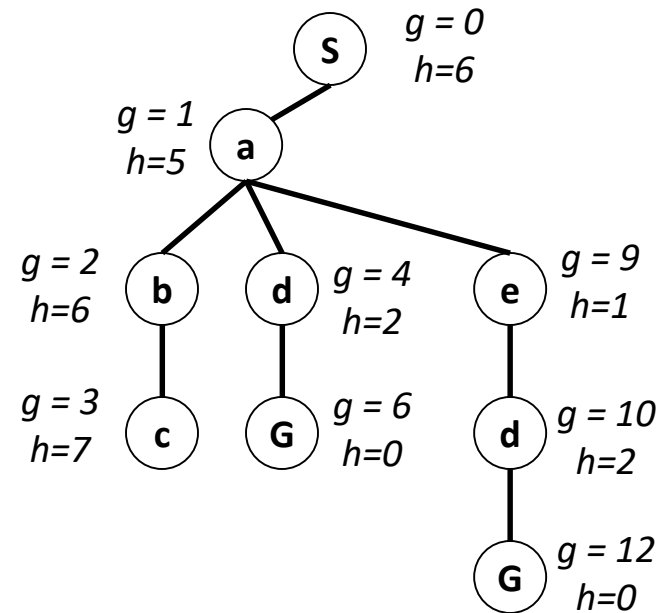 S
g = 0
h=6
g = 1
h=5
a
g = 2
h=6
b
d
g = 4
h=2
e
g = 9
h=1
g = 3
h=7
c
G
g = 6
h=0
d
g = 10
h=2
G
g = 12
h=0